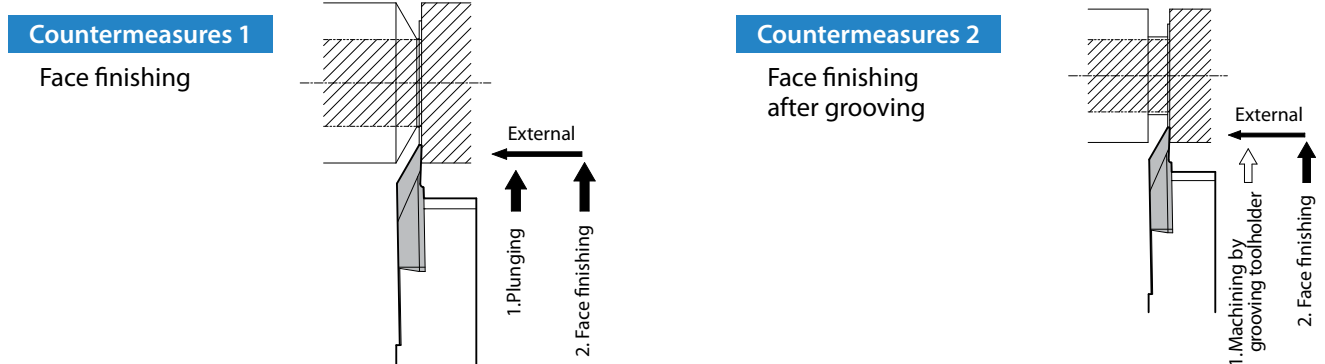 Countermeasures 1
Face finishing
External
1.Plunging
2. Face finishing
Countermeasures 2
Face finishing
after grooving
External
1.Machining by
grooving toolholder
2. Face finishing